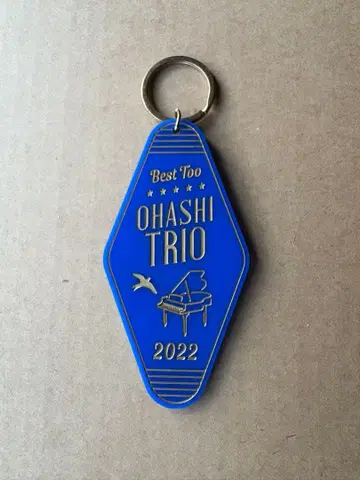 Best Too
★★★★★
OHASHI
TRIO
2022